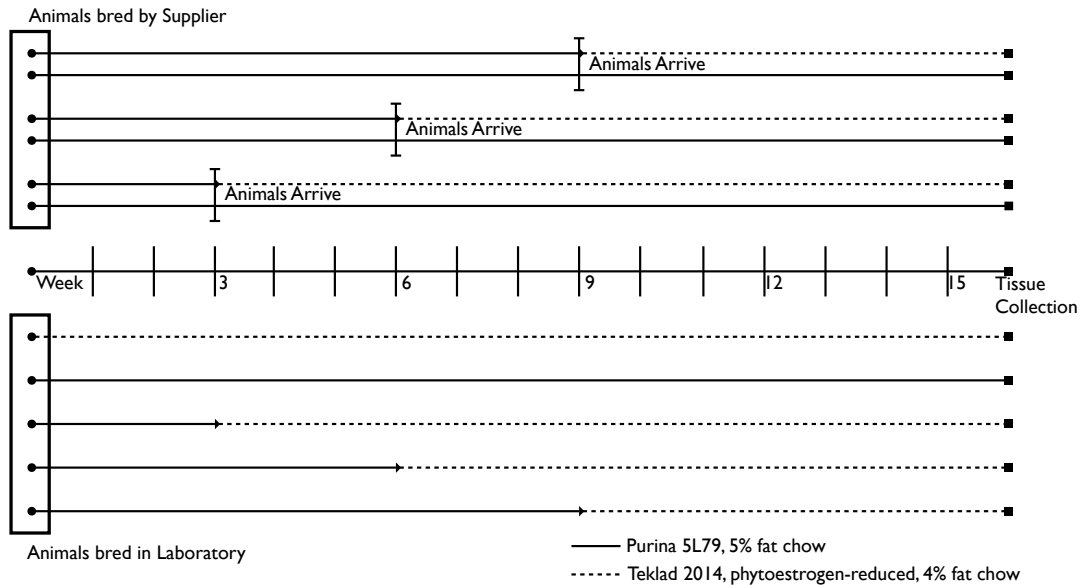 Animals bred by Supplier
Animals Arrive
Animals Arrive
Animals Arrive
Week 3 6 9 12 15 Tissue
Collection
Animals bred in Laboratory
Purina 5L79, 5% fat chow
Teklad 2014, phytoestrogen-reduced, 4% fat chow